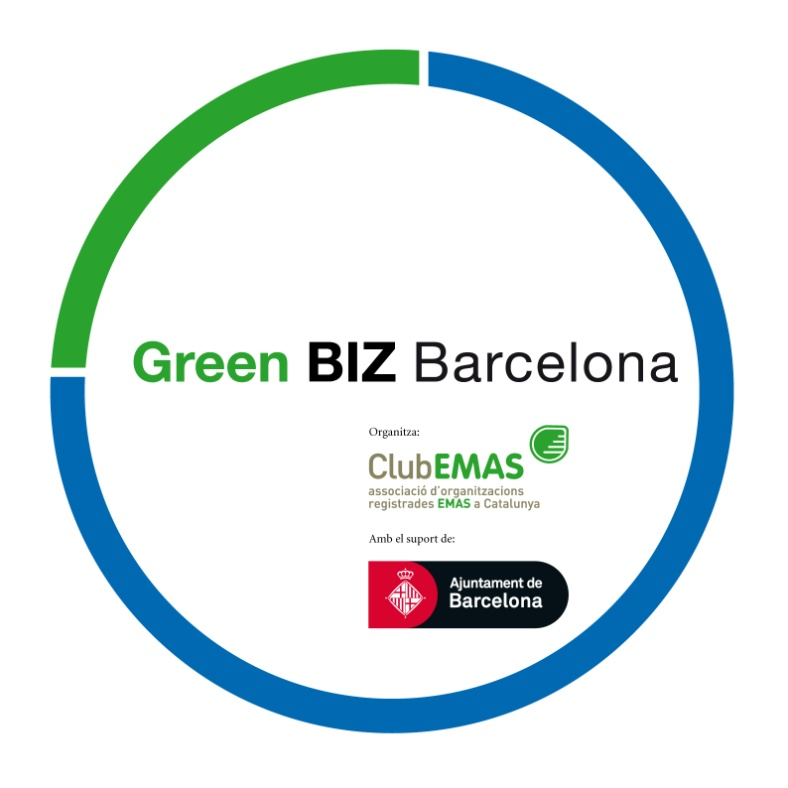 Green BIZ Barcelona
Organitza:
ClubEMAS
associació d'organitzacions
registrades EMAS a Catalunya
Amb el suport de:
Ajuntament de
Barcelona